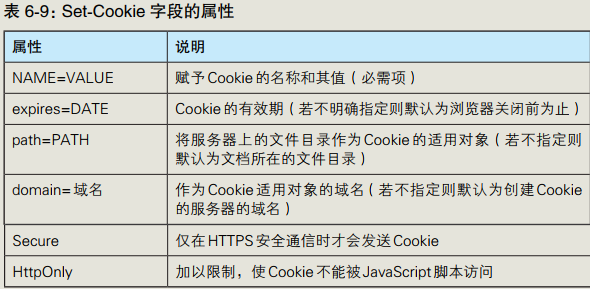 表 6-9：Set-Cookie 字段的属性
属性 说明
NAME=VALUE 赋予 Cookie 的名称和其值（必需项）
expires=DATE Cookie 的有效期（若不明确指定则默认为浏览器关闭前为止）
path=PATH 将服务器上的文件目录作为 Cookie 的适用对象（若不指定则
默认为文档所在的文件目录）
domain=域名 作为 Cookie 适用对象的域名（若不指定则默认为创建 Cookie
的服务器的域名）
Secure 仅在 HTTPS 安全通信时才会发送 Cookie
HttpOnly 加以限制，使 Cookie 不能被 JavaScript 脚本访问